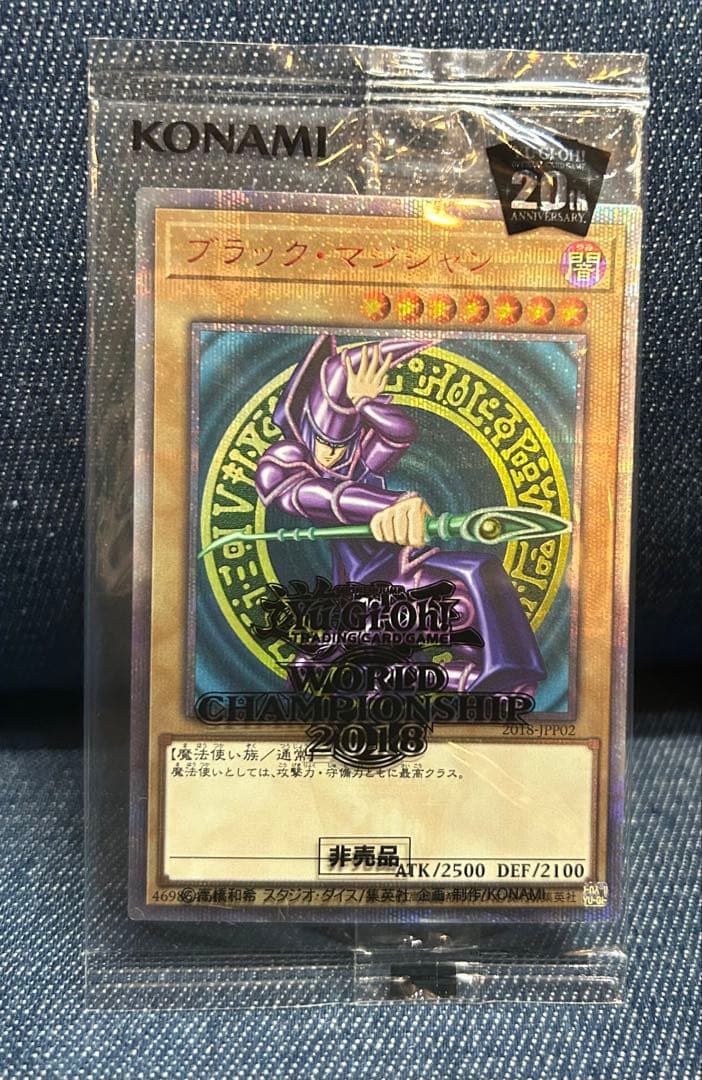 KONAMI
YU-GI-OH!
20th
ANNIVERSARY
ブラック・マジシャン
闇
Yu-Gi-Oh!
TRADING CARD GAME
WORLD
CHAMPIONSHIP
2018
2018-JPP02
【魔法使い族／通常
魔法使いとしては、攻撃力・守備力ともに最高クラス。
非売品
ATK/2500 DEF/2100
©高橋和希 スタジオ・ダイス/集英社 企画・制作/KONAMI